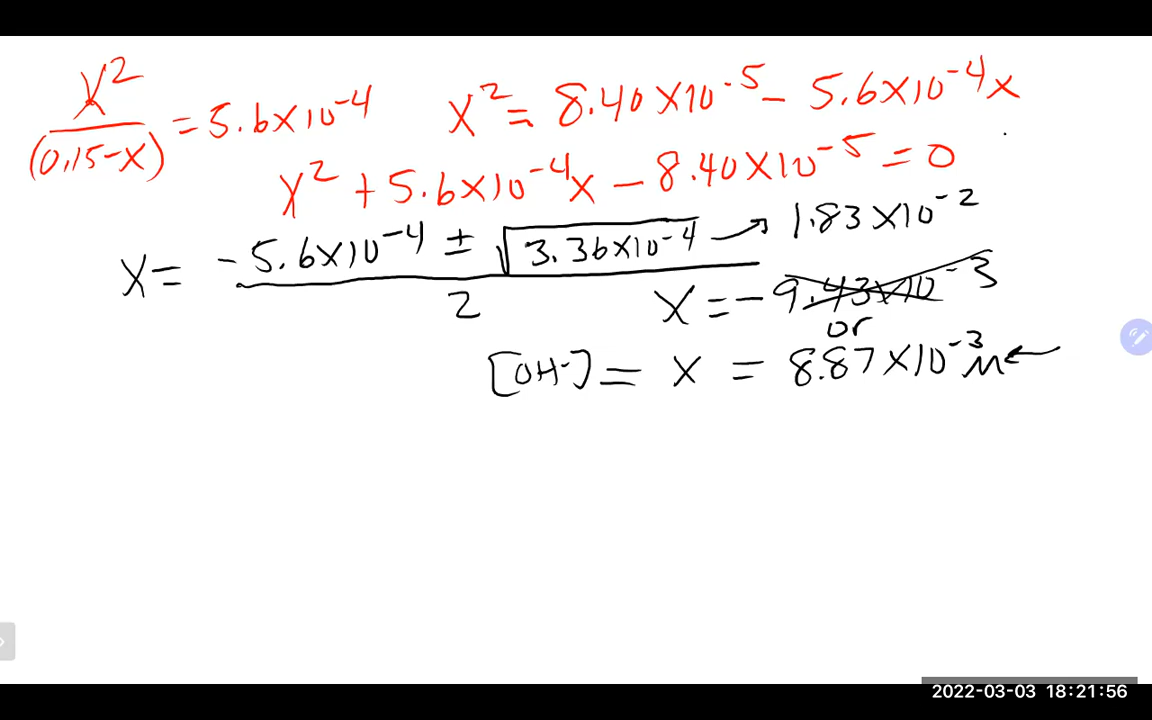 x² / (0.15-x) = 5.6x10⁻⁴   x² = 8.40x10⁻⁵ - 5.6x10⁻⁴x
x² + 5.6x10⁻⁴x - 8.40x10⁻⁵ = 0
x = -5.6x10⁻⁴ ± √3.36x10⁻⁴ / 2 → 1.83x10⁻²
x = -9.43x10⁻³
or
[OH-] = x = 8.87x10⁻³ M ←
2022-03-03 18:21:56